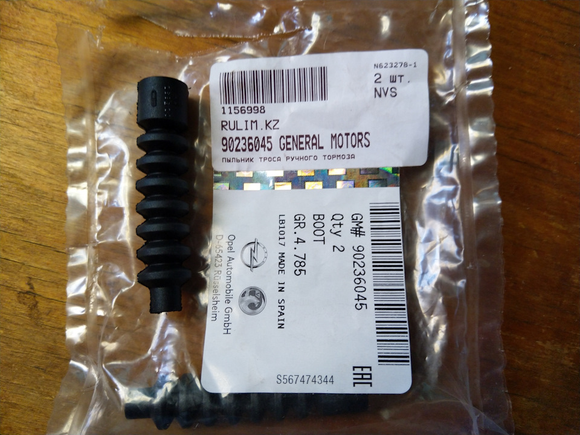 N623278-1
2 шт.
NVS
1156998
RULIM.KZ
90236045 GENERAL MOTORS
ПЫЛЬНИК ТРОСА РУЧНОГО ТОРМОЗА
GM# 90236045
Qty 2
BOOT
GR.4.785
LB1017 MADE IN SPAIN
Opel Automobile GmbH
D-65423 Rüsselsheim
S567474344
EAC